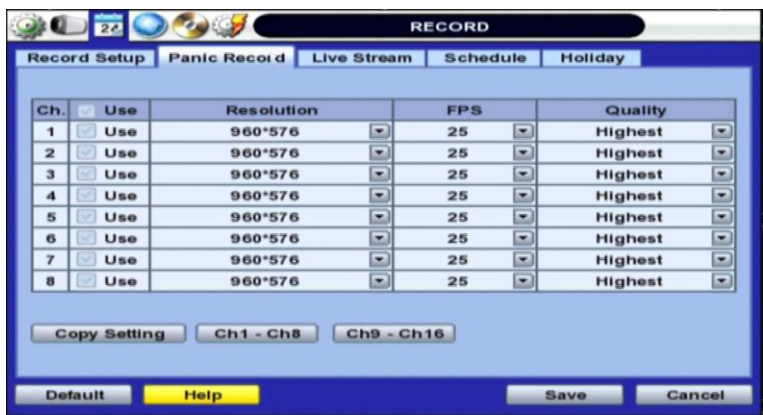 24 RECORD
Record Setup Panic Record Live Stream Schedule Holiday
Ch. Use Resolution FPS Quality
1 Use 960*576 25 Highest
2 Use 960*576 25 Highest
3 Use 960*576 25 Highest
4 Use 960*576 25 Highest
5 Use 960*576 25 Highest
6 Use 960*576 25 Highest
7 Use 960*576 25 Highest
8 Use 960*576 25 Highest
Copy Setting Ch1 - Ch8 Ch9 - Ch16
Default Help Save Cancel